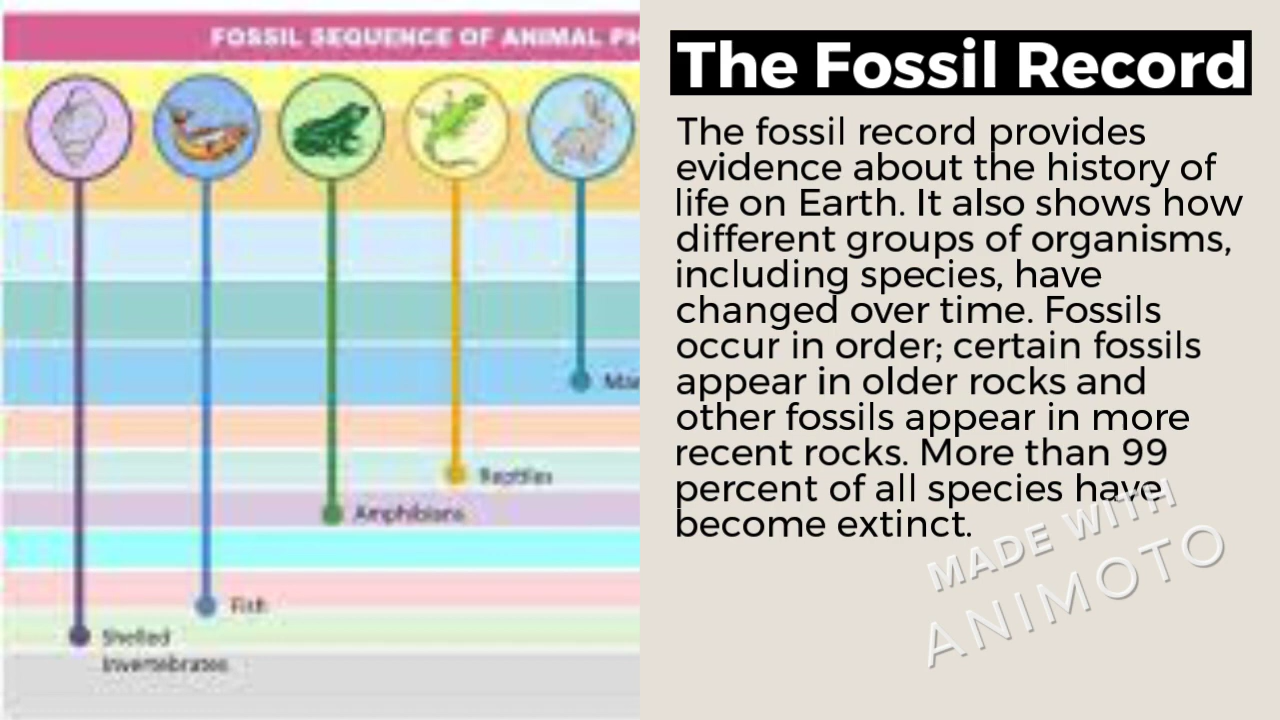 FOSSIL SEQUENCE OF ANIMAL PH
Mam
Reptiles
Amphibians
Fish
Shelled
Invertebrates
The Fossil Record
The fossil record provides
evidence about the history of
life on Earth. It also shows how
different groups of organisms,
including species, have
changed over time. Fossils
occur in order; certain fossils
appear in older rocks and
other fossils appear in more
recent rocks. More than 99
percent of all species have
become extinct.
MADE WITH
ANIMOTO